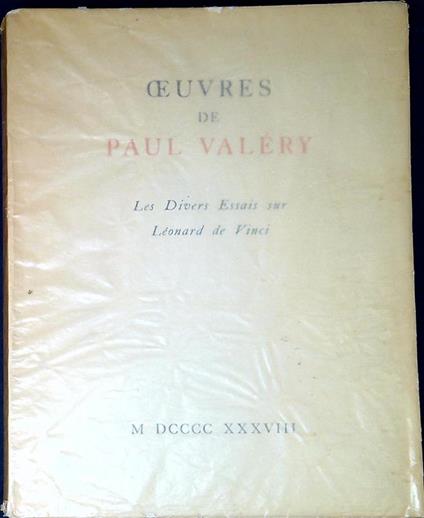 ŒUVRES
DE
PAUL VALÉRY
Les Divers Essais sur
Léonard de Vinci
M DCCCC XXXVIII